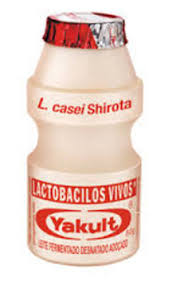 L. casei Shirota
LACTOBACILOS VIVOS
Yakult
LEITE FERMENTADO DESNATADO ADOÇADO